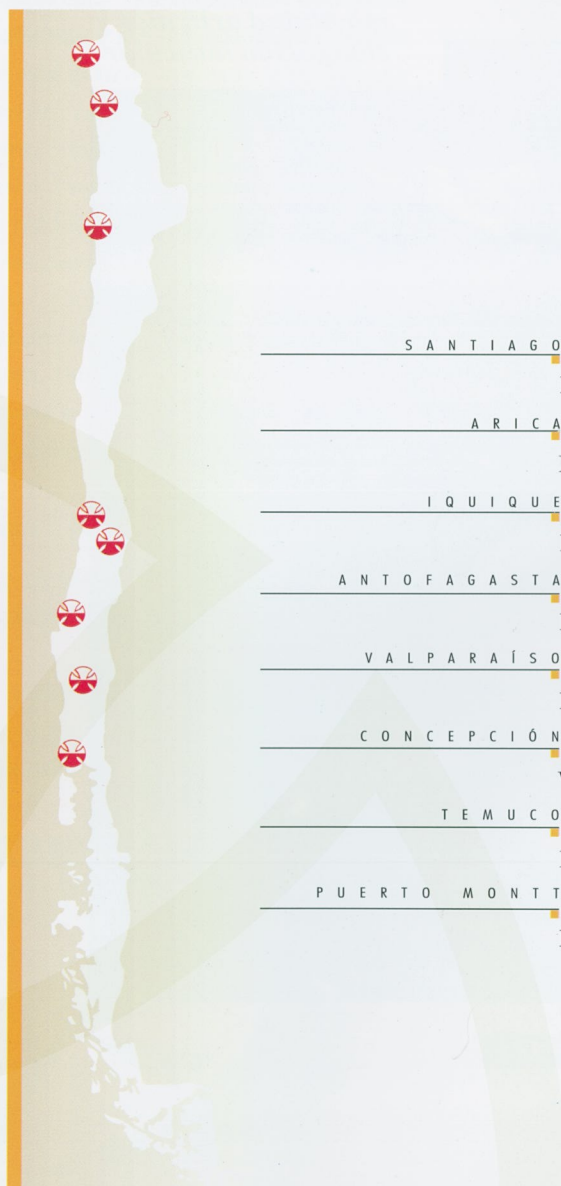 SANTIAGO
ARICA
IQUIQUE
ANTOFAGASTA
VALPARAÍSO
CONCEPCIÓN
TEMUCO
PUERTO MONTT